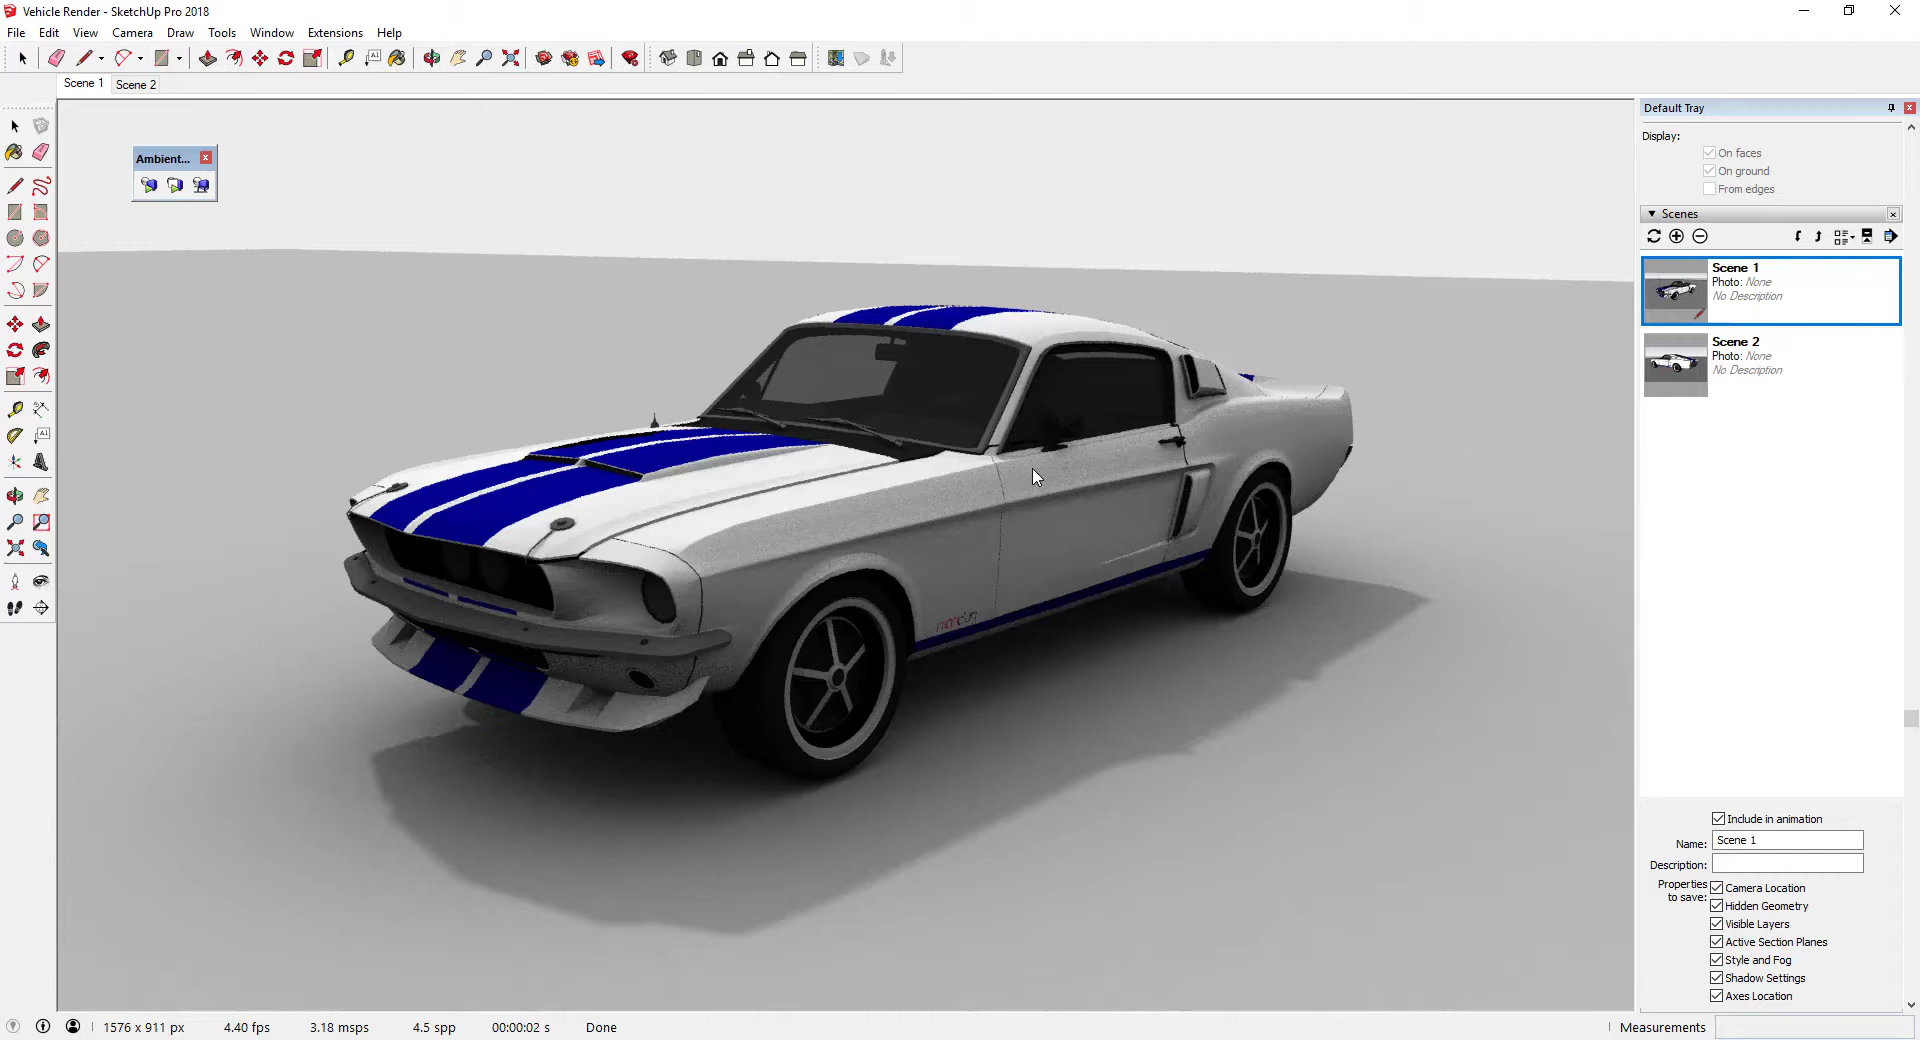 Vehicle Render - SketchUp Pro 2018
File Edit View Camera Draw Tools Window Extensions Help
Scene 1 Scene 2
Default Tray
Display:
On faces
On ground
From edges
Ambient...
Scenes
Scene 1
Photo: None
No Description
Scene 2
Photo: None
No Description
Include in animation
Name: Scene 1
Description:
Properties to save:
Camera Location
Hidden Geometry
Visible Layers
Active Section Planes
Style and Fog
Shadow Settings
Axes Location
1576 x 911 px 4.40 fps 3.18 msps 4.5 spp 00:00:02 s Done Measurements